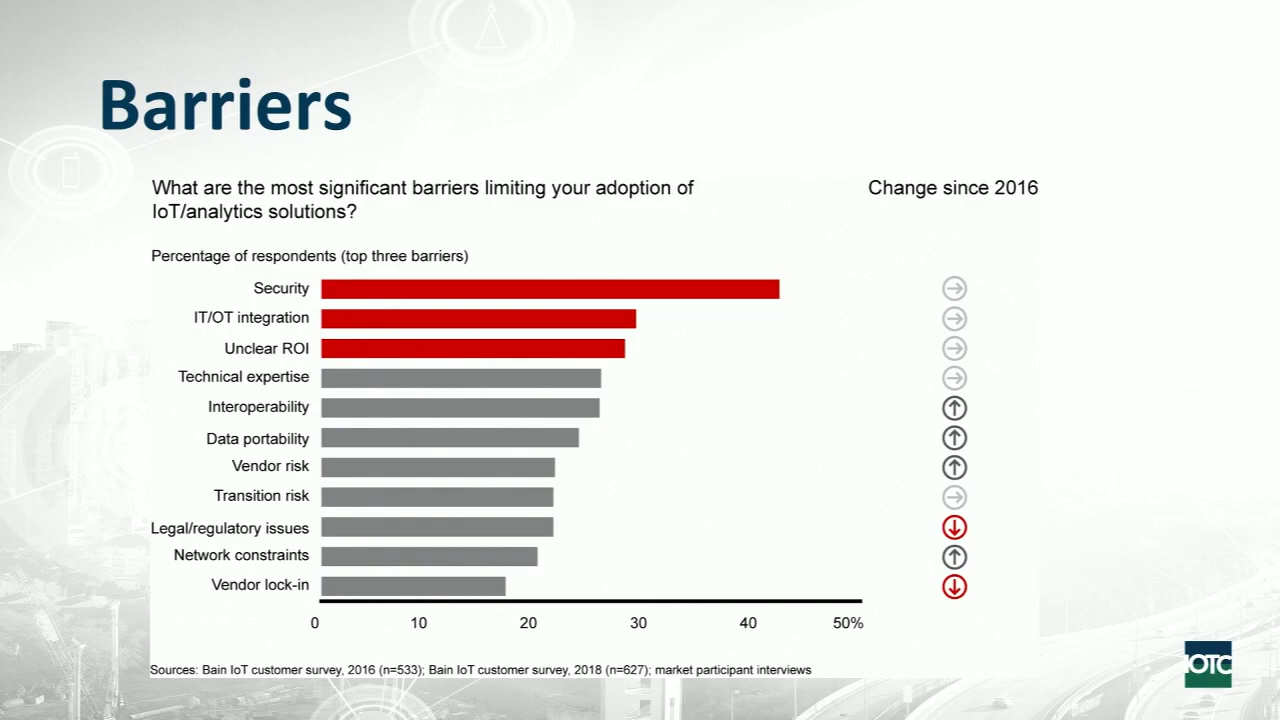 Barriers
What are the most significant barriers limiting your adoption of
IoT/analytics solutions?
Change since 2016
Percentage of respondents (top three barriers)
Security
IT/OT integration
Unclear ROI
Technical expertise
Interoperability
Data portability
Vendor risk
Transition risk
Legal/regulatory issues
Network constraints
Vendor lock-in
0 10 20 30 40 50%
Sources: Bain IoT customer survey, 2016 (n=533); Bain IoT customer survey, 2018 (n=627); market participant interviews
IOTC